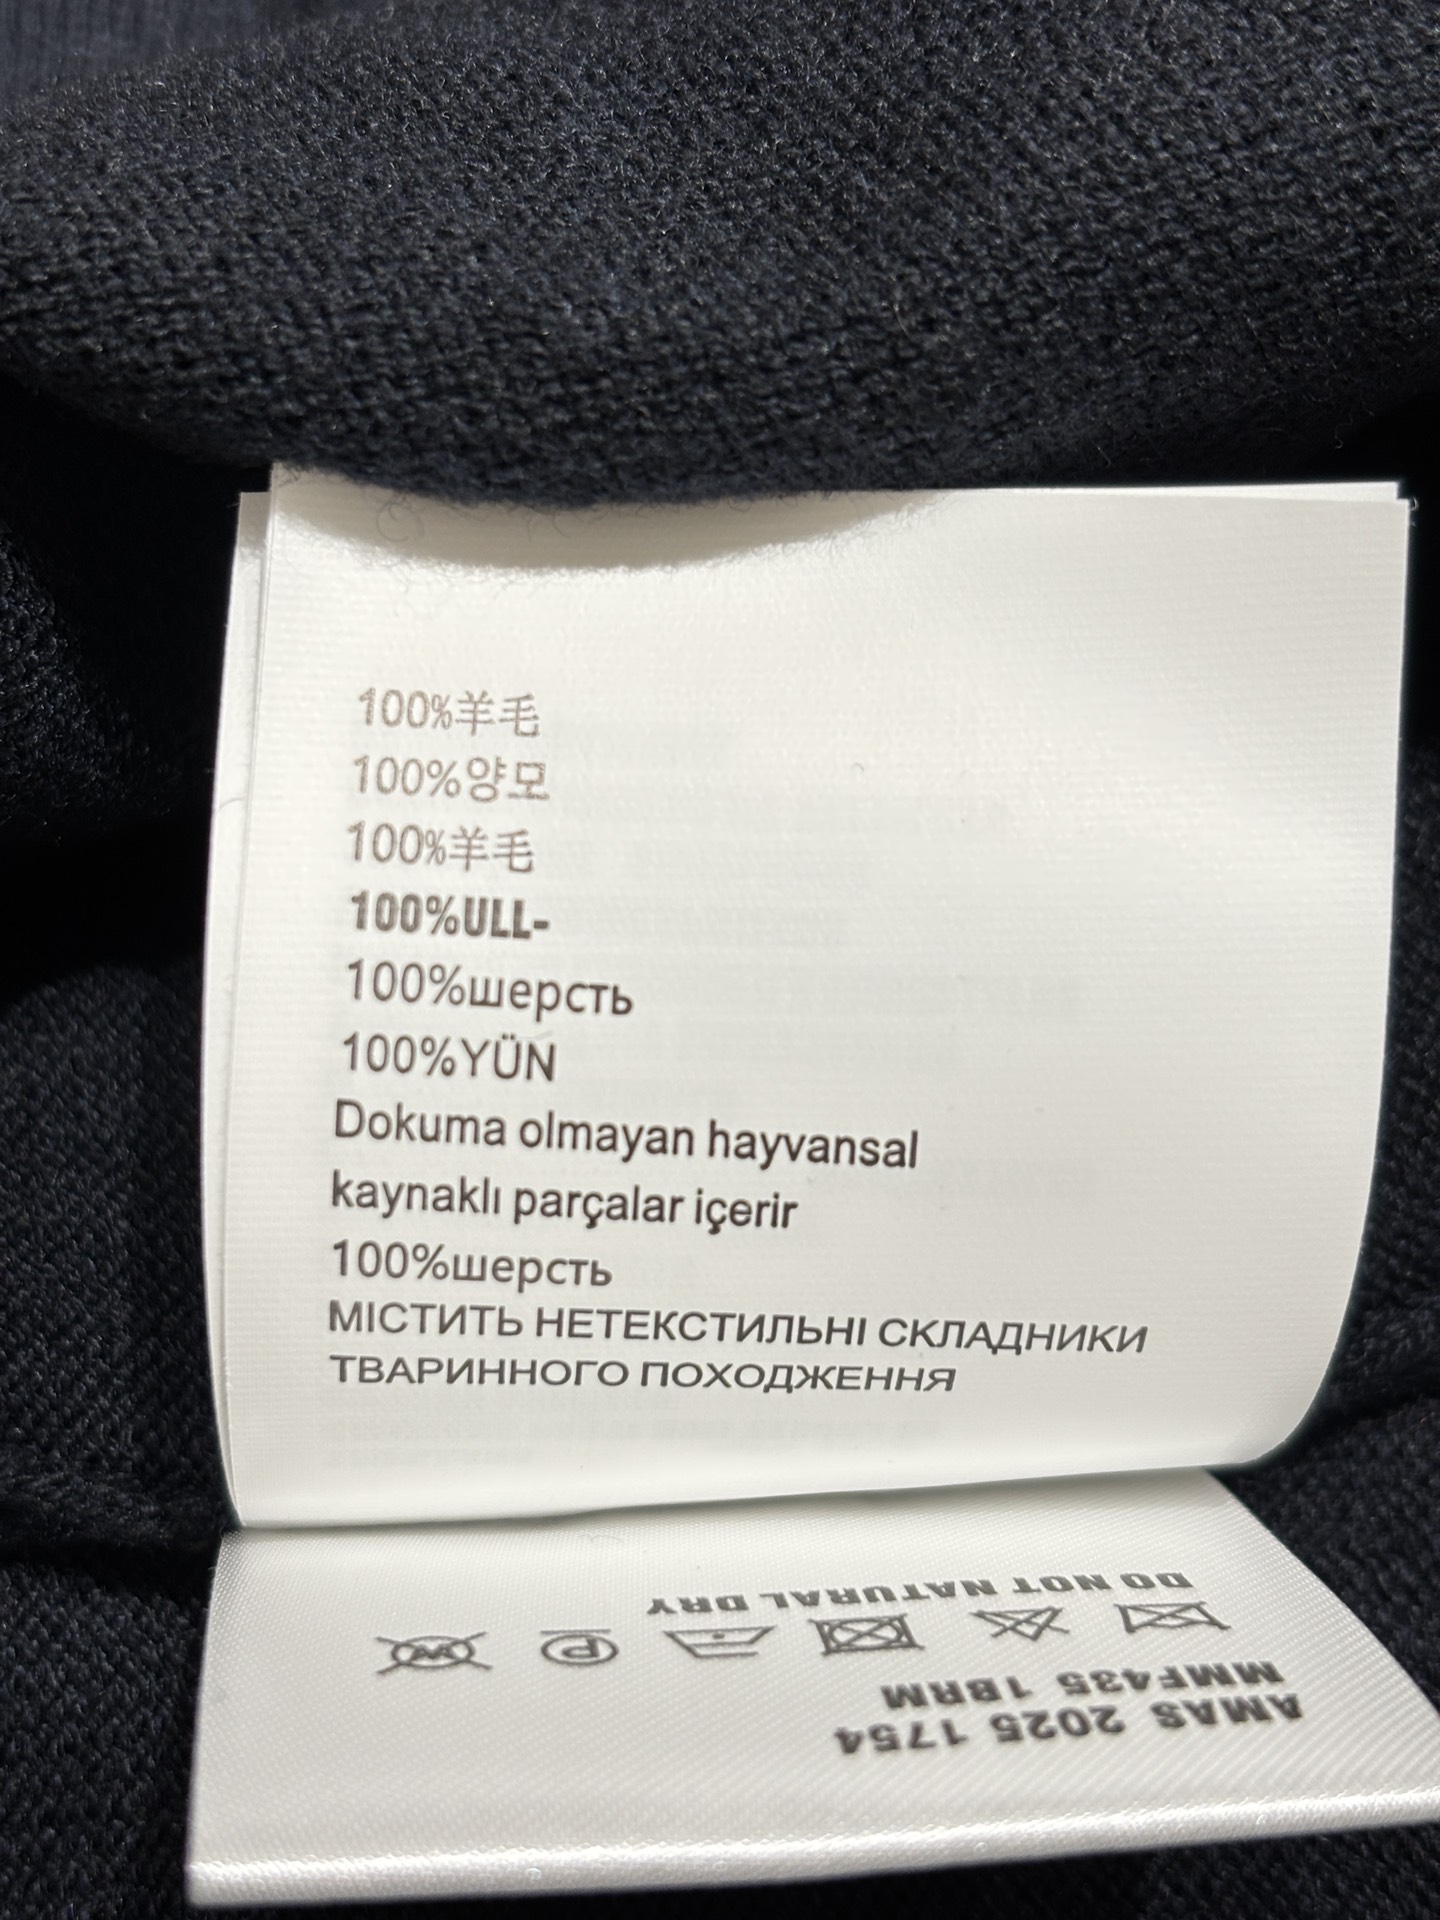 100%羊毛
100%양모
100%羊毛
100%ULL-
100%шерсть
100%YÜN
Dokuma olmayan hayvansal
kaynaklı parçalar içerir
100%шерсть
МІСТИТЬ НЕТЕКСТИЛЬНІ СКЛАДНИКИ
ТВАРИННОГО ПОХОДЖЕННЯ
AMAS 2025 1754
MMF435 1BRM
DO NOT NATURAL DRY